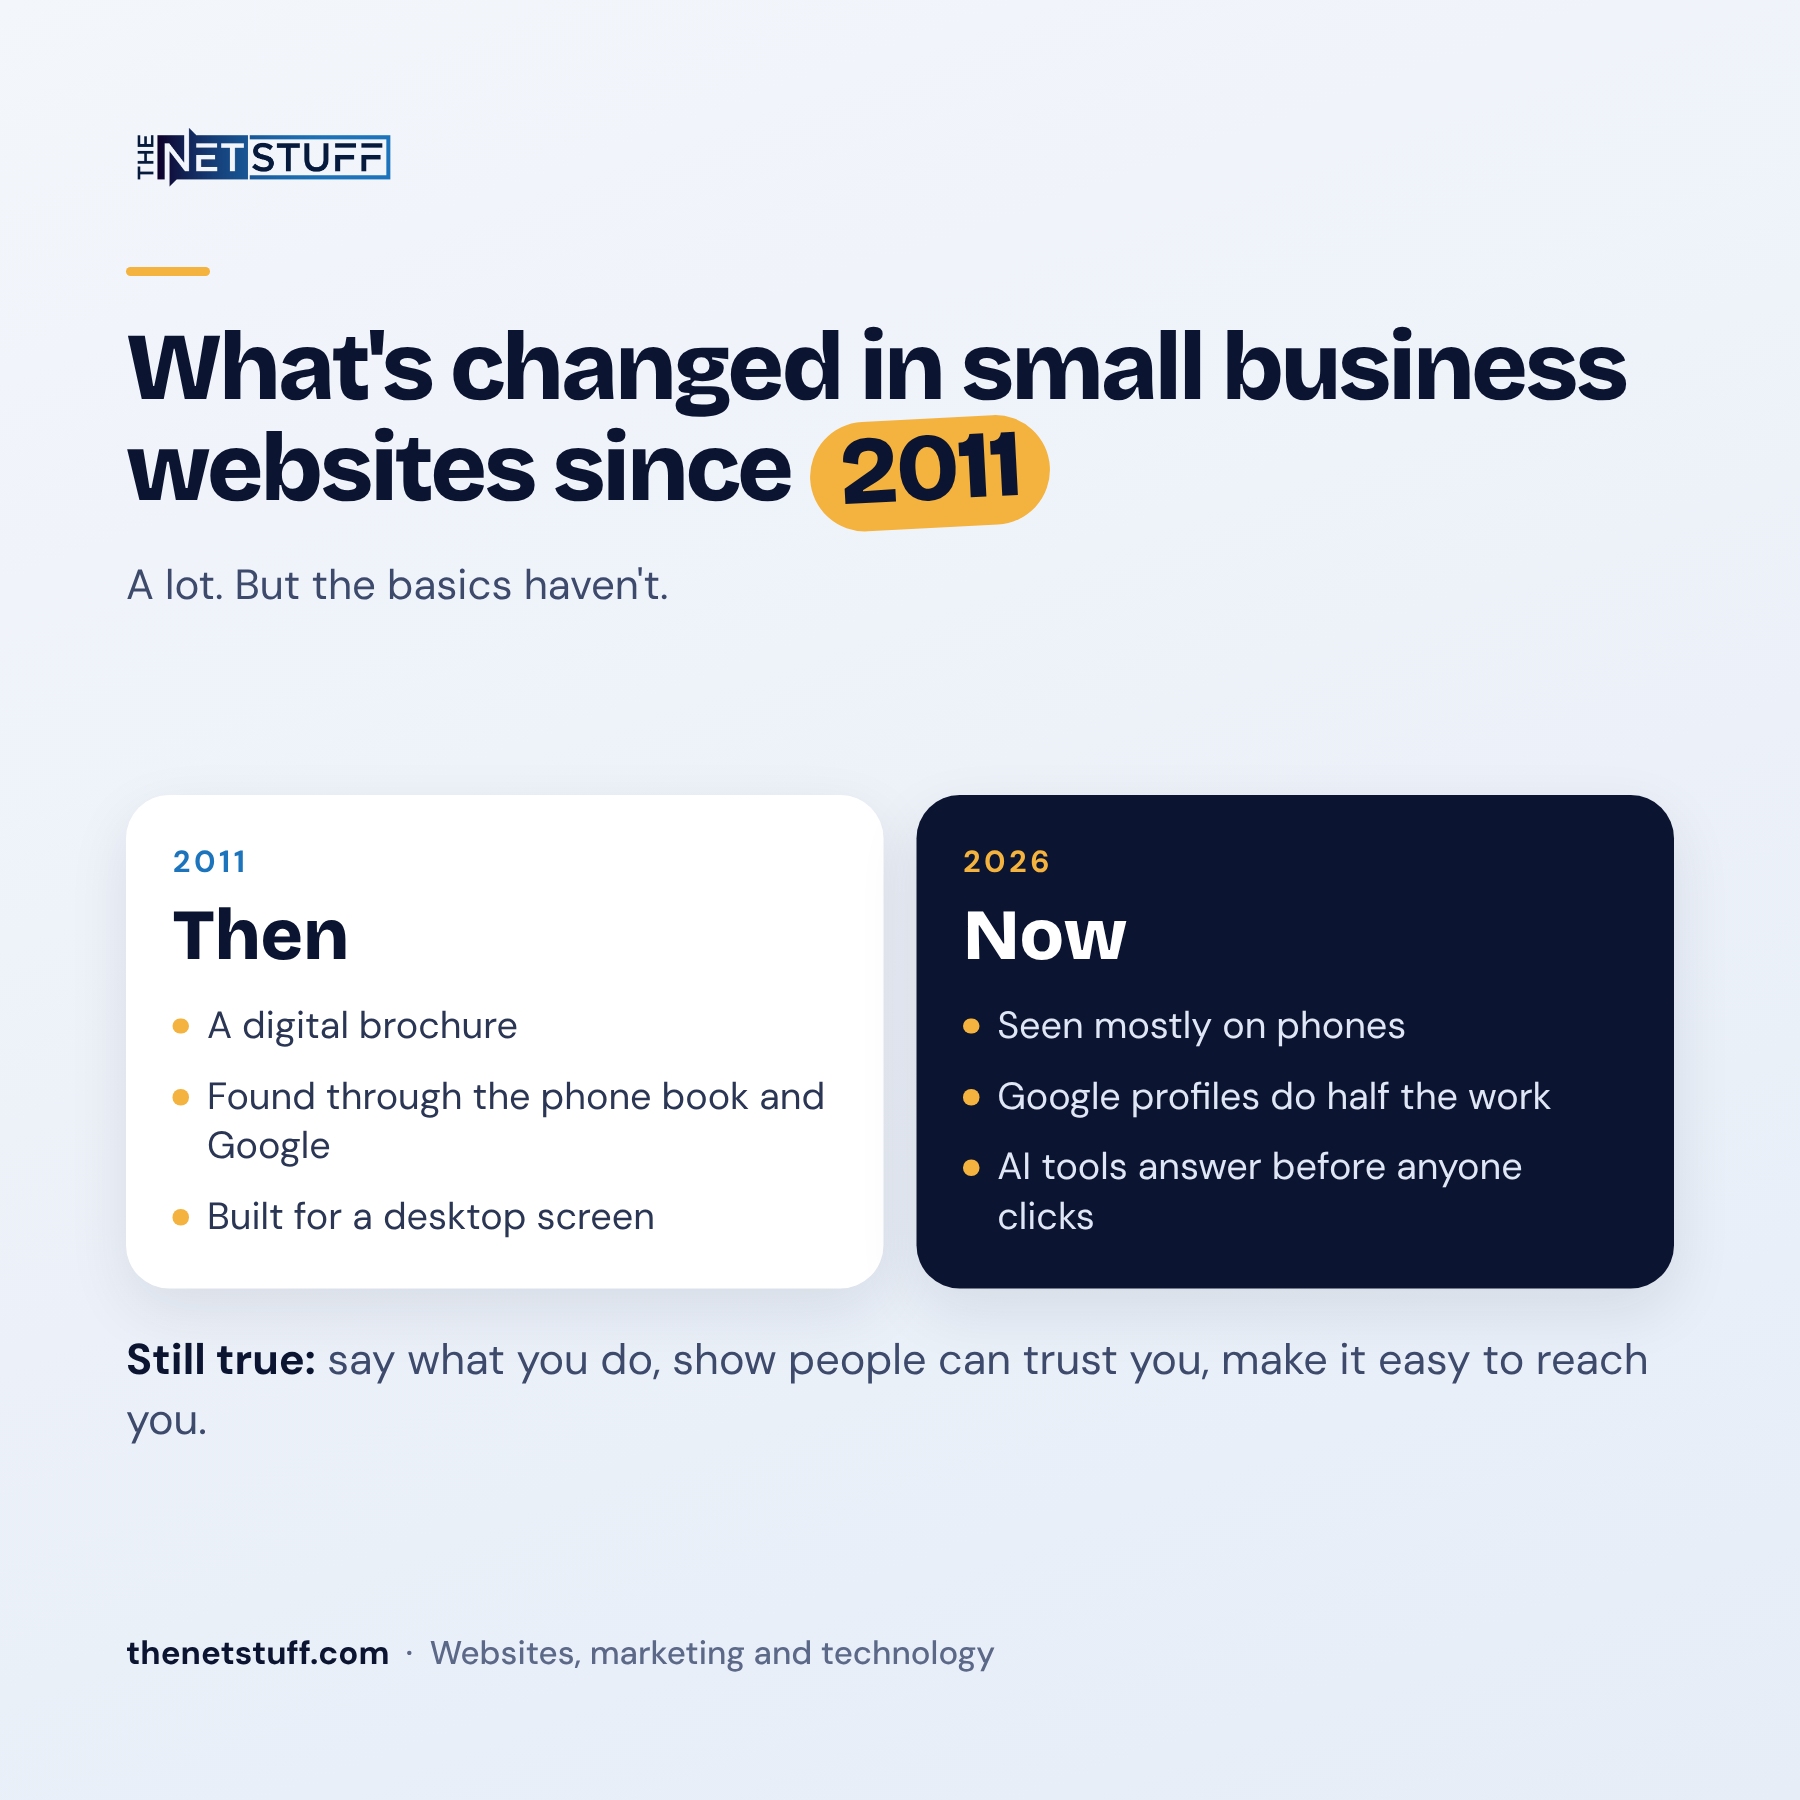 THE NETSTUFF
What's changed in small business
websites since 2011
A lot. But the basics haven't.
2011
Then
A digital brochure
Found through the phone book and
Google
Built for a desktop screen
2026
Now
Seen mostly on phones
Google profiles do half the work
AI tools answer before anyone
clicks
Still true: say what you do, show people can trust you, make it easy to reach
you.
thenetstuff.com · Websites, marketing and technology